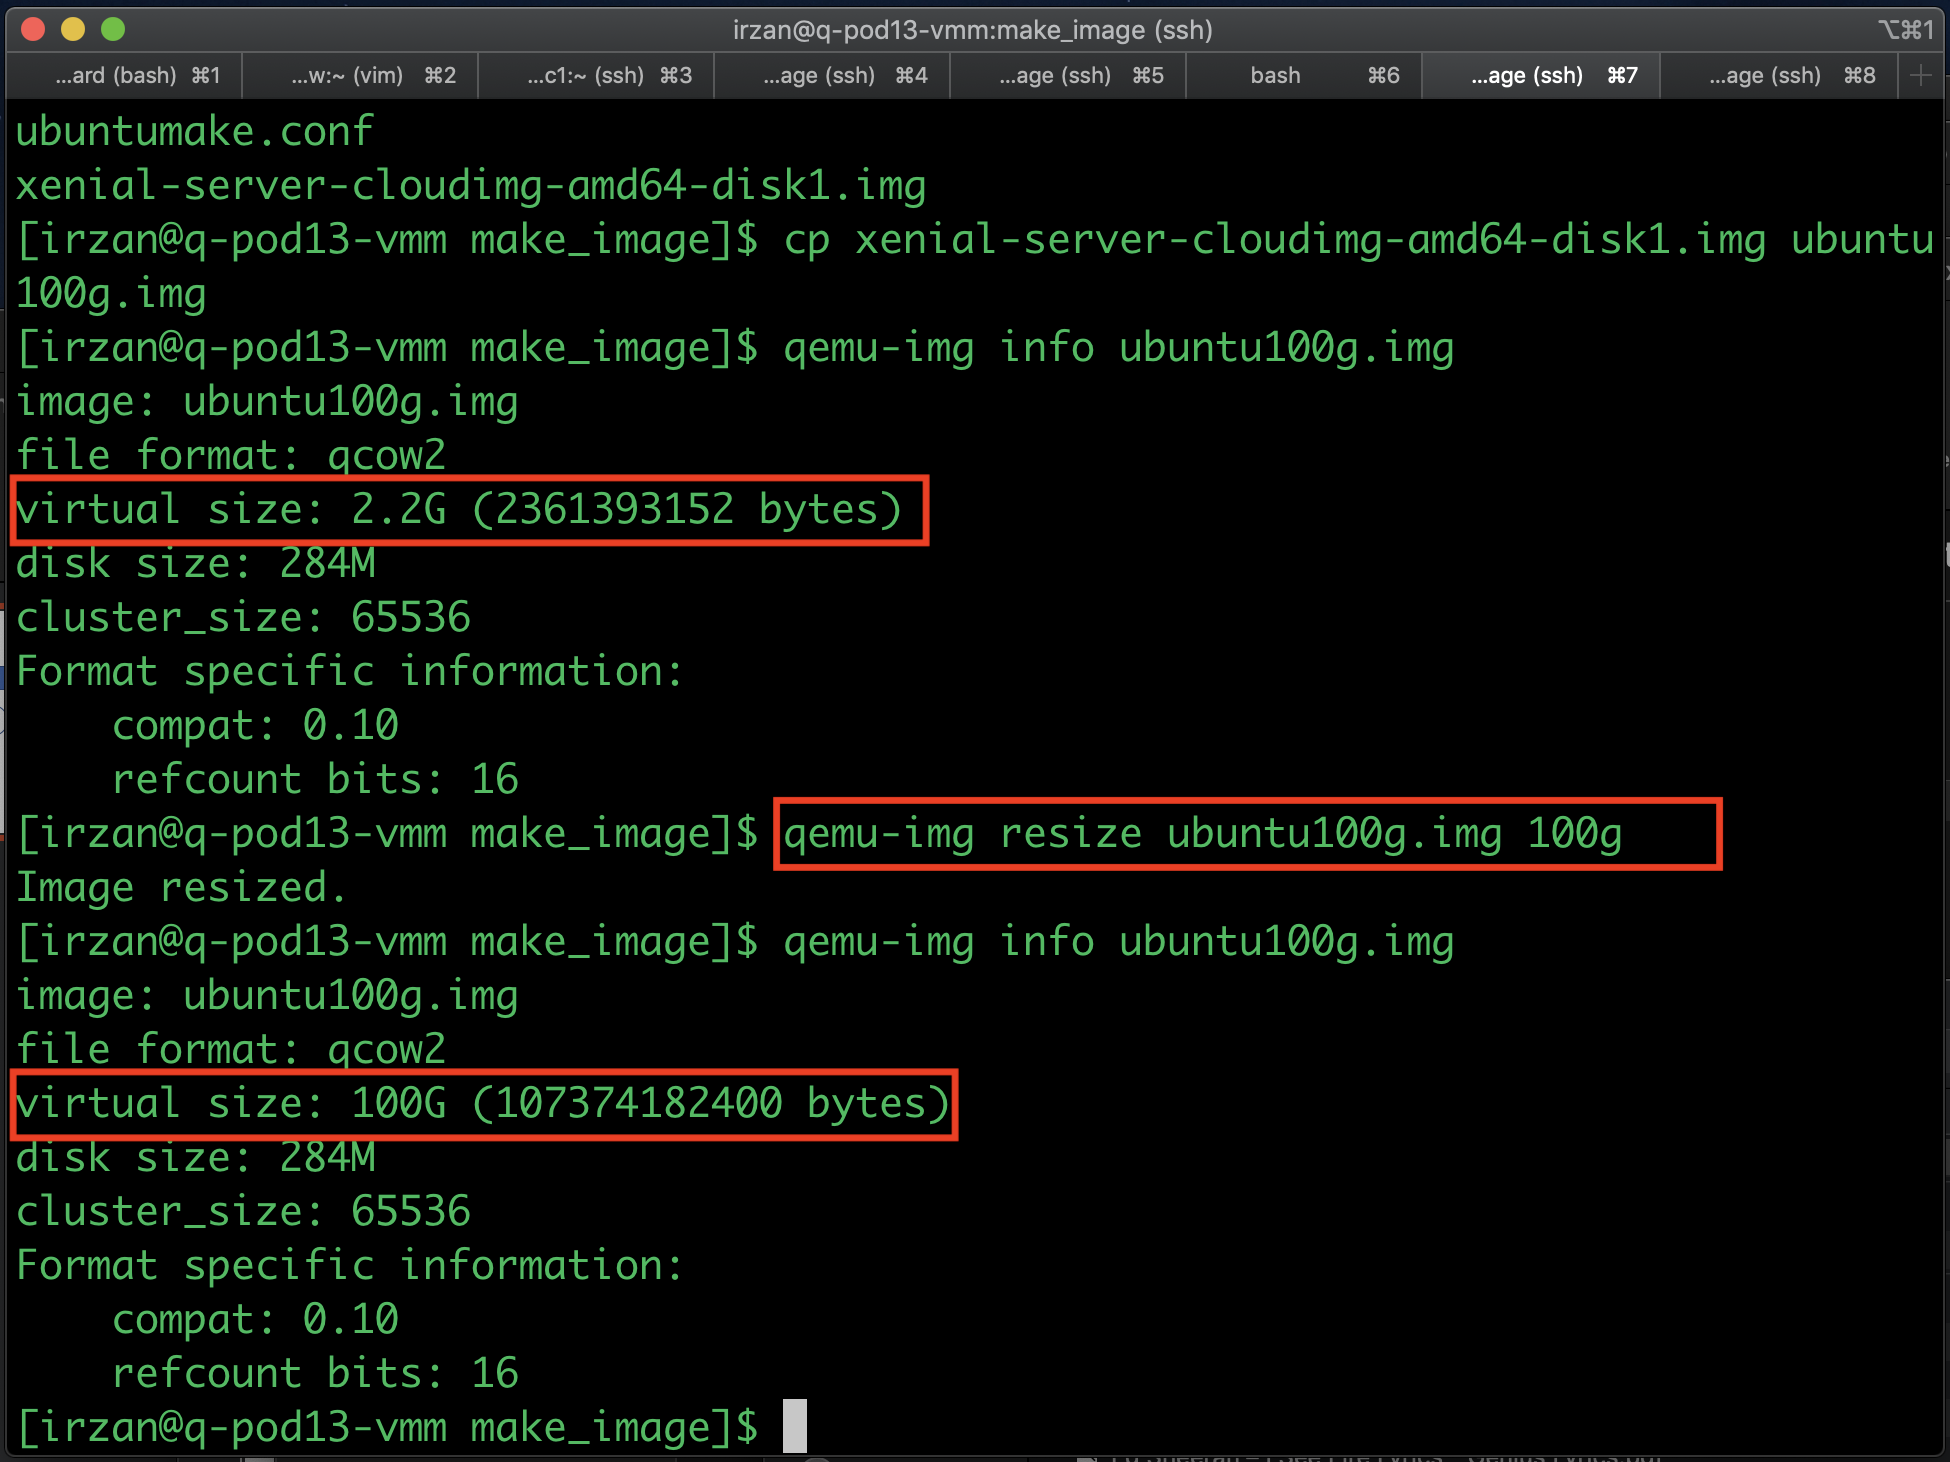 irzan@q-pod13-vmm:make_image (ssh) ⌥⌘1
...ard (bash) ⌘1 ...w:~ (vim) ⌘2 ...c1:~ (ssh) ⌘3 ...age (ssh) ⌘4 ...age (ssh) ⌘5 bash ⌘6 ...age (ssh) ⌘7 ...age (ssh) ⌘8 +
ubuntumake.conf
xenial-server-cloudimg-amd64-disk1.img
[irzan@q-pod13-vmm make_image]$ cp xenial-server-cloudimg-amd64-disk1.img ubuntu
100g.img
[irzan@q-pod13-vmm make_image]$ qemu-img info ubuntu100g.img
image: ubuntu100g.img
file format: qcow2
virtual size: 2.2G (2361393152 bytes)
disk size: 284M
cluster_size: 65536
Format specific information:
    compat: 0.10
    refcount bits: 16
[irzan@q-pod13-vmm make_image]$ qemu-img resize ubuntu100g.img 100g
Image resized.
[irzan@q-pod13-vmm make_image]$ qemu-img info ubuntu100g.img
image: ubuntu100g.img
file format: qcow2
virtual size: 100G (107374182400 bytes)
disk size: 284M
cluster_size: 65536
Format specific information:
    compat: 0.10
    refcount bits: 16
[irzan@q-pod13-vmm make_image]$